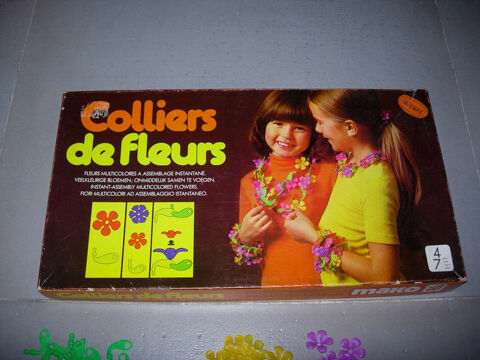 Colliers
de fleurs
FLEURS MULTICOLORES A ASSEMBLAGE INSTANTANÉ.
VEELKLEURIGE BLOEMEN: ONMIDDELIJK SAMEN TE VOEGEN.
INSTANT-ASSEMBLY MULTICOLORED FLOWERS.
FIORI MULTICOLORI AD ASSEMBLAGGIO ISTANTANEO.
4
7
Colliers de fleurs
mako